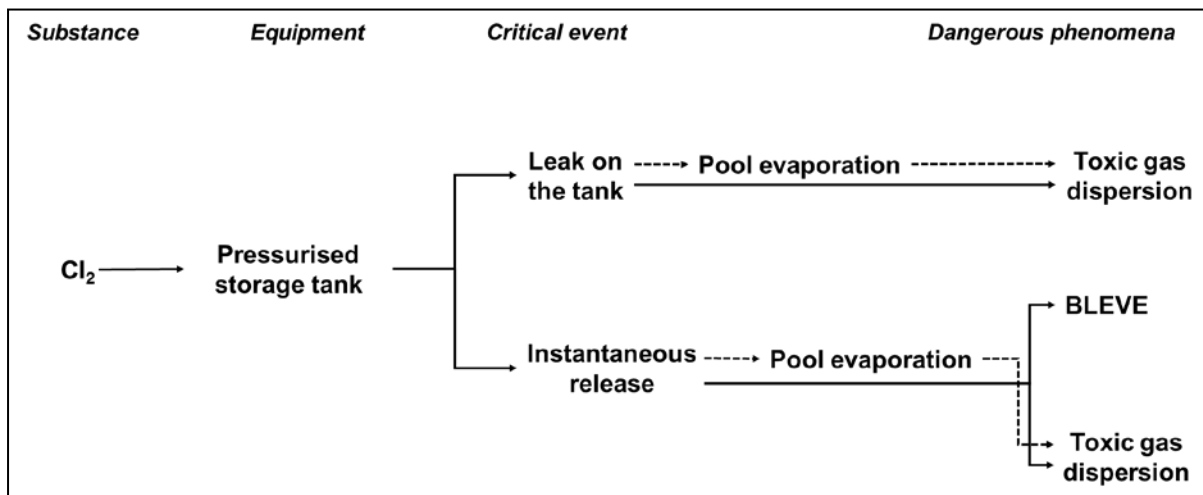 Substance Equipment Critical event Dangerous phenomena
Leak on
the tank
Pool evaporation
Toxic gas
dispersion
Cl₂
Pressurised
storage tank
BLEVE
Instantaneous
release
Pool evaporation
Toxic gas
dispersion